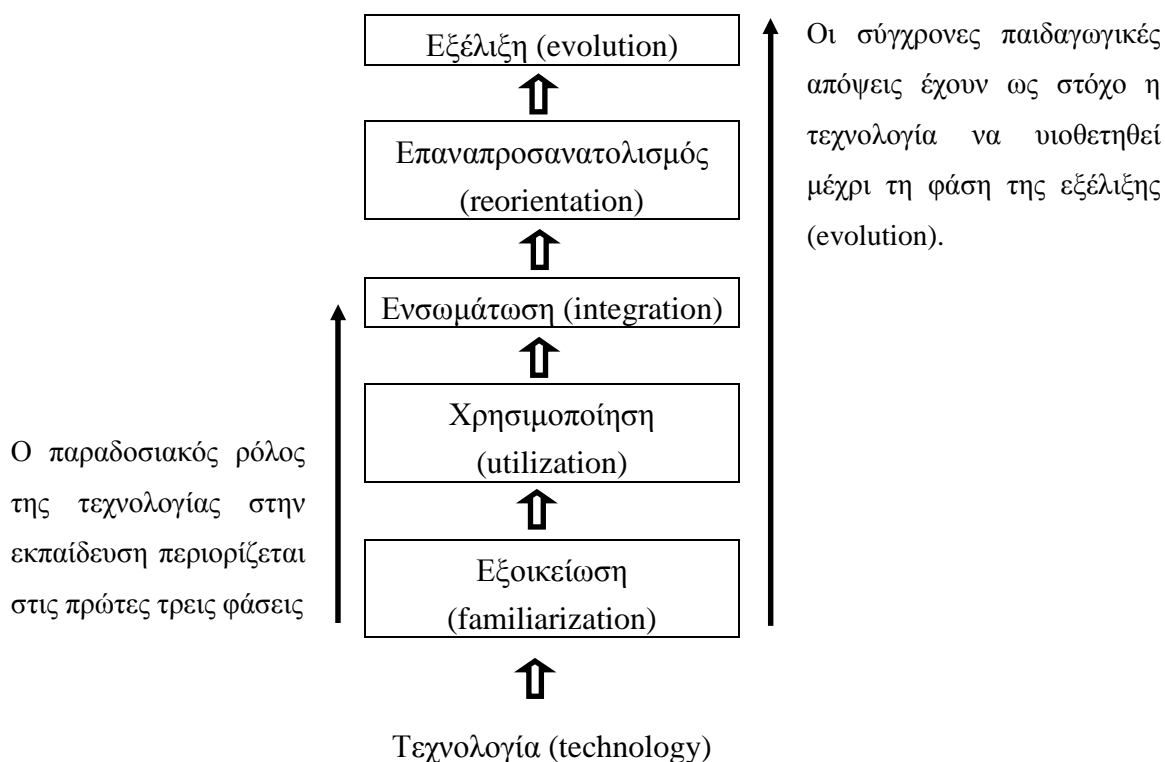 Εξέλιξη (evolution)
Οι σύγχρονες παιδαγωγικές
απόψεις έχουν ως στόχο η
τεχνολογία να υιοθετηθεί
μέχρι τη φάση της εξέλιξης
(evolution).
Επαναπροσανατολισμός
(reorientation)
Ενσωμάτωση (integration)
Χρησιμοποίηση
(utilization)
Ο παραδοσιακός ρόλος
της τεχνολογίας στην
εκπαίδευση περιορίζεται
στις πρώτες τρεις φάσεις
Εξοικείωση
(familiarization)
Τεχνολογία (technology)